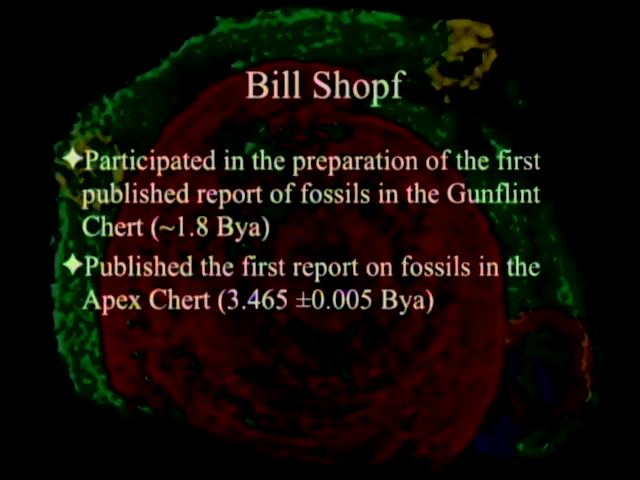 Bill Shopf
✦Participated in the preparation of the first
published report of fossils in the Gunflint
Chert (~1.8 Bya)
✦Published the first report on fossils in the
Apex Chert (3.465 ±0.005 Bya)